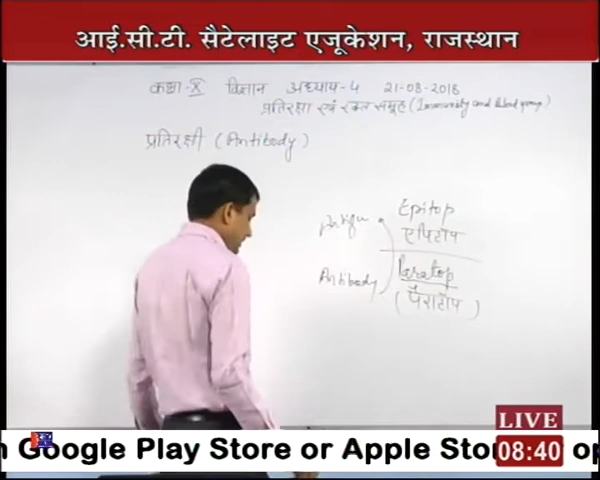 आई.सी.टी. सैटेलाइट एजूकेशन, राजस्थान
कक्षा-X विज्ञान अध्याय-4 21-08-2018
प्रतिरक्षा एवं रक्त समूह (Immunity and blood group)
प्रतिरक्षी (Antibody)
Epitop
एपिटोप
Antibody
Paratop
(पैराटोप)
LIVE
Google Play Store or Apple Sto
08:40
op